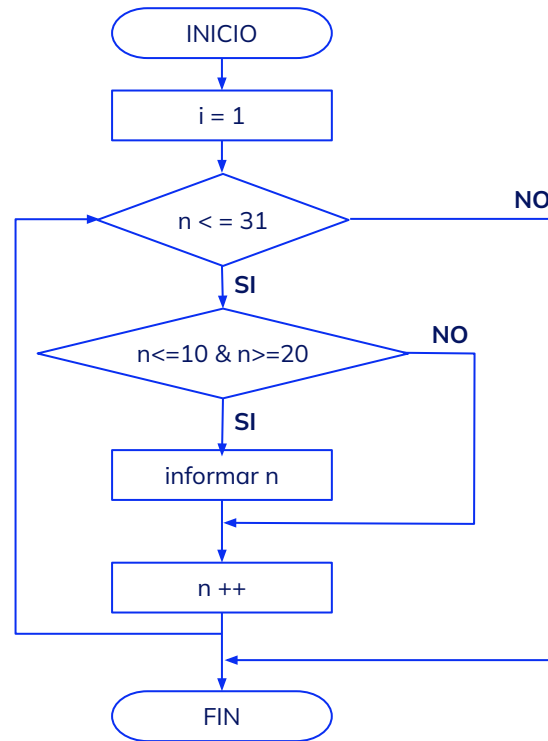 INICIO
i = 1
n < = 31
NO
SI
n<=10 & n>=20
NO
SI
informar n
n ++
FIN